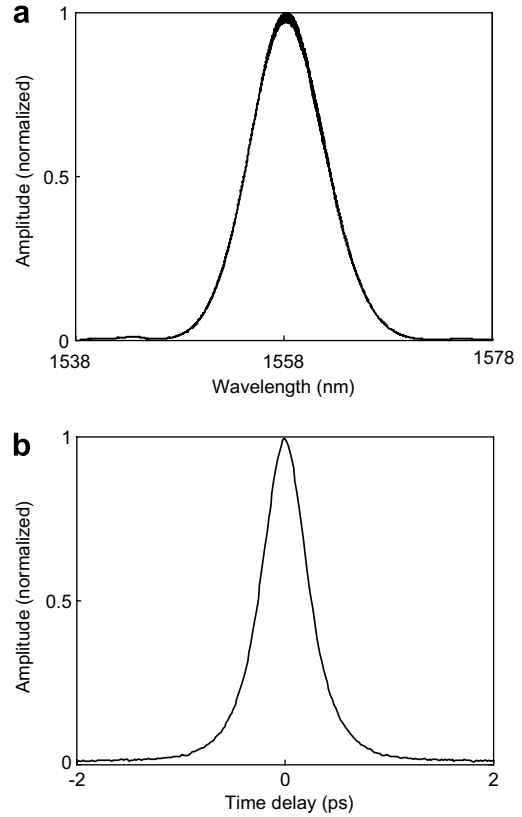 a
1
Amplitude (normalized)
0.5
0
1538 1558 1578
Wavelength (nm)
b
1
Amplitude (normalized)
0.5
0
-2 0 2
Time delay (ps)